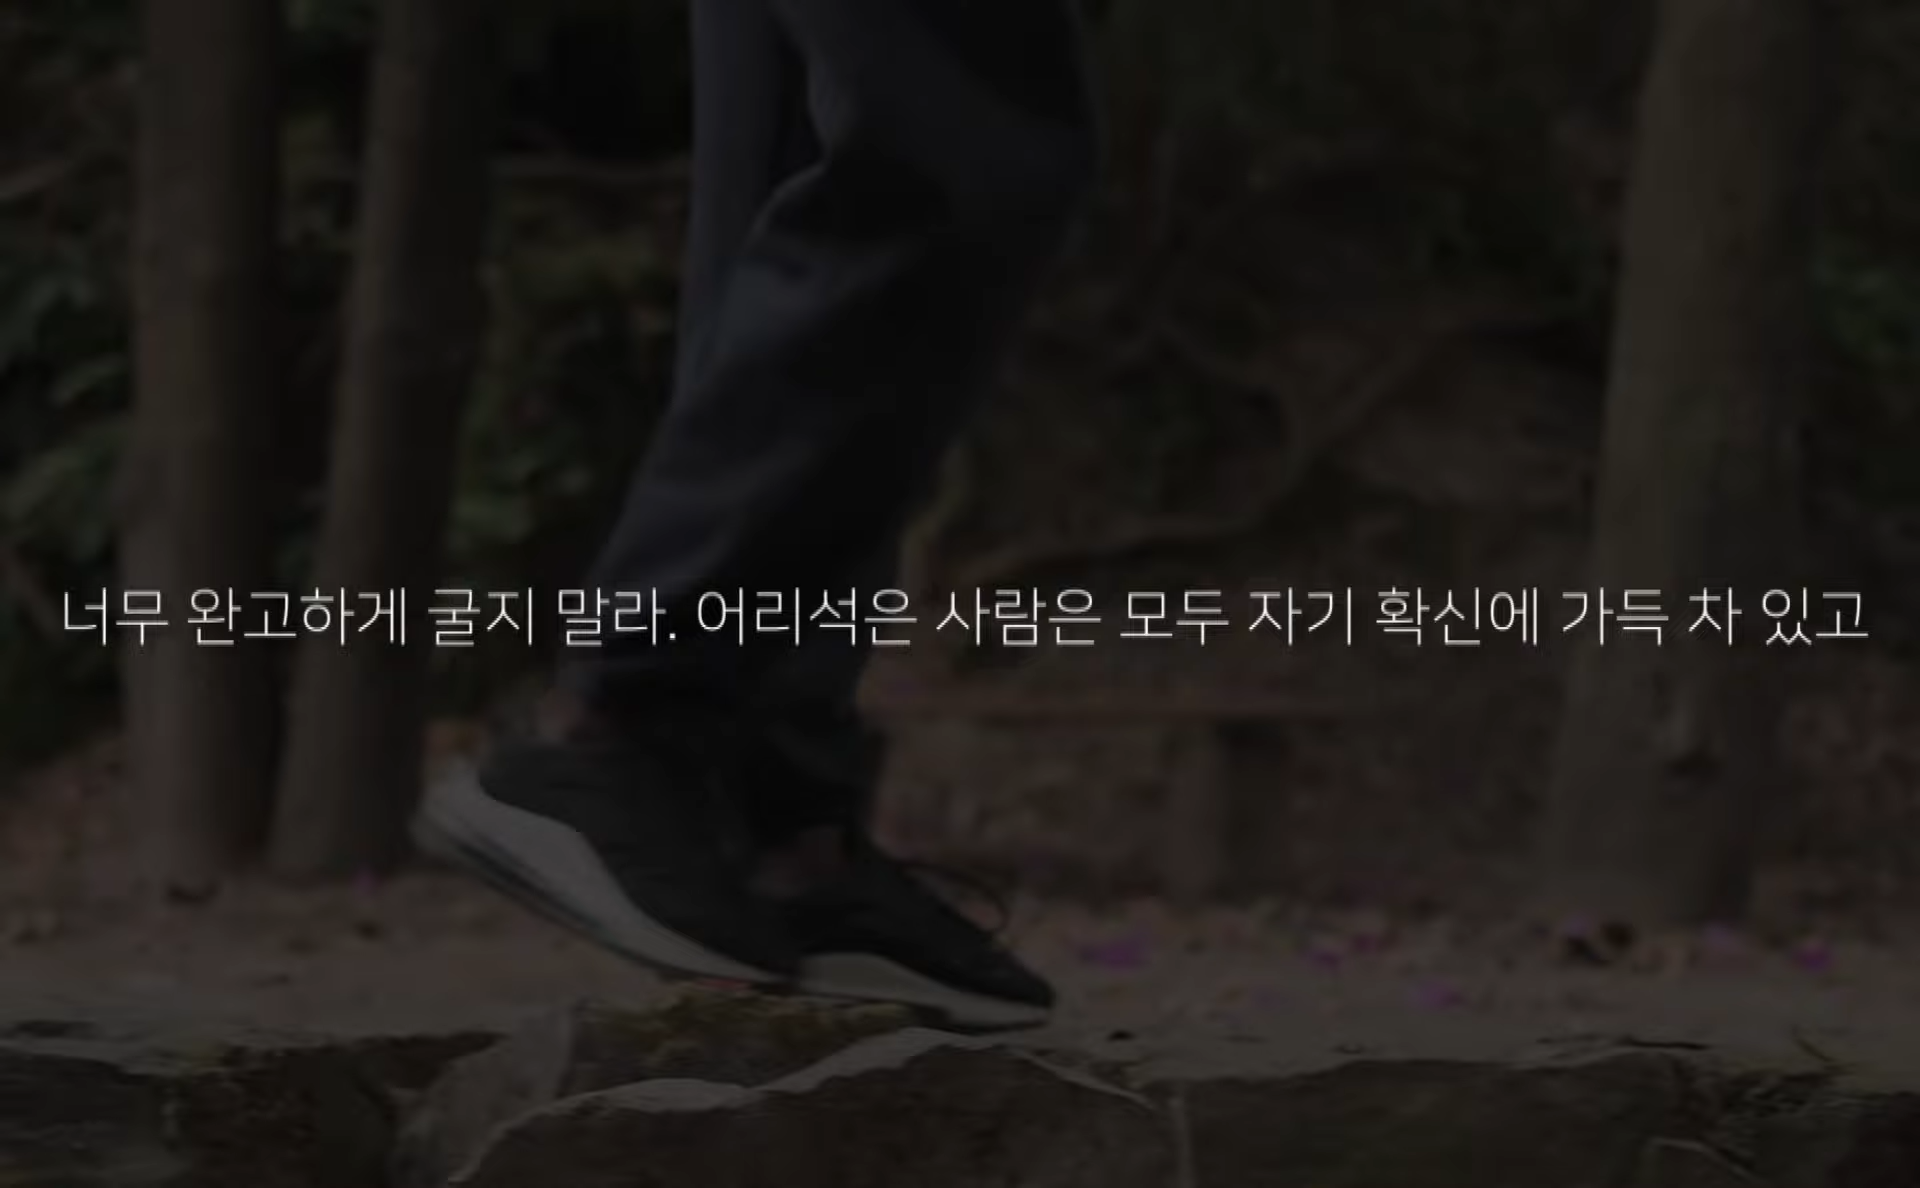 너무 완고하게 굴지 말라. 어리석은 사람은 모두 자기 확신에 가득 차 있고